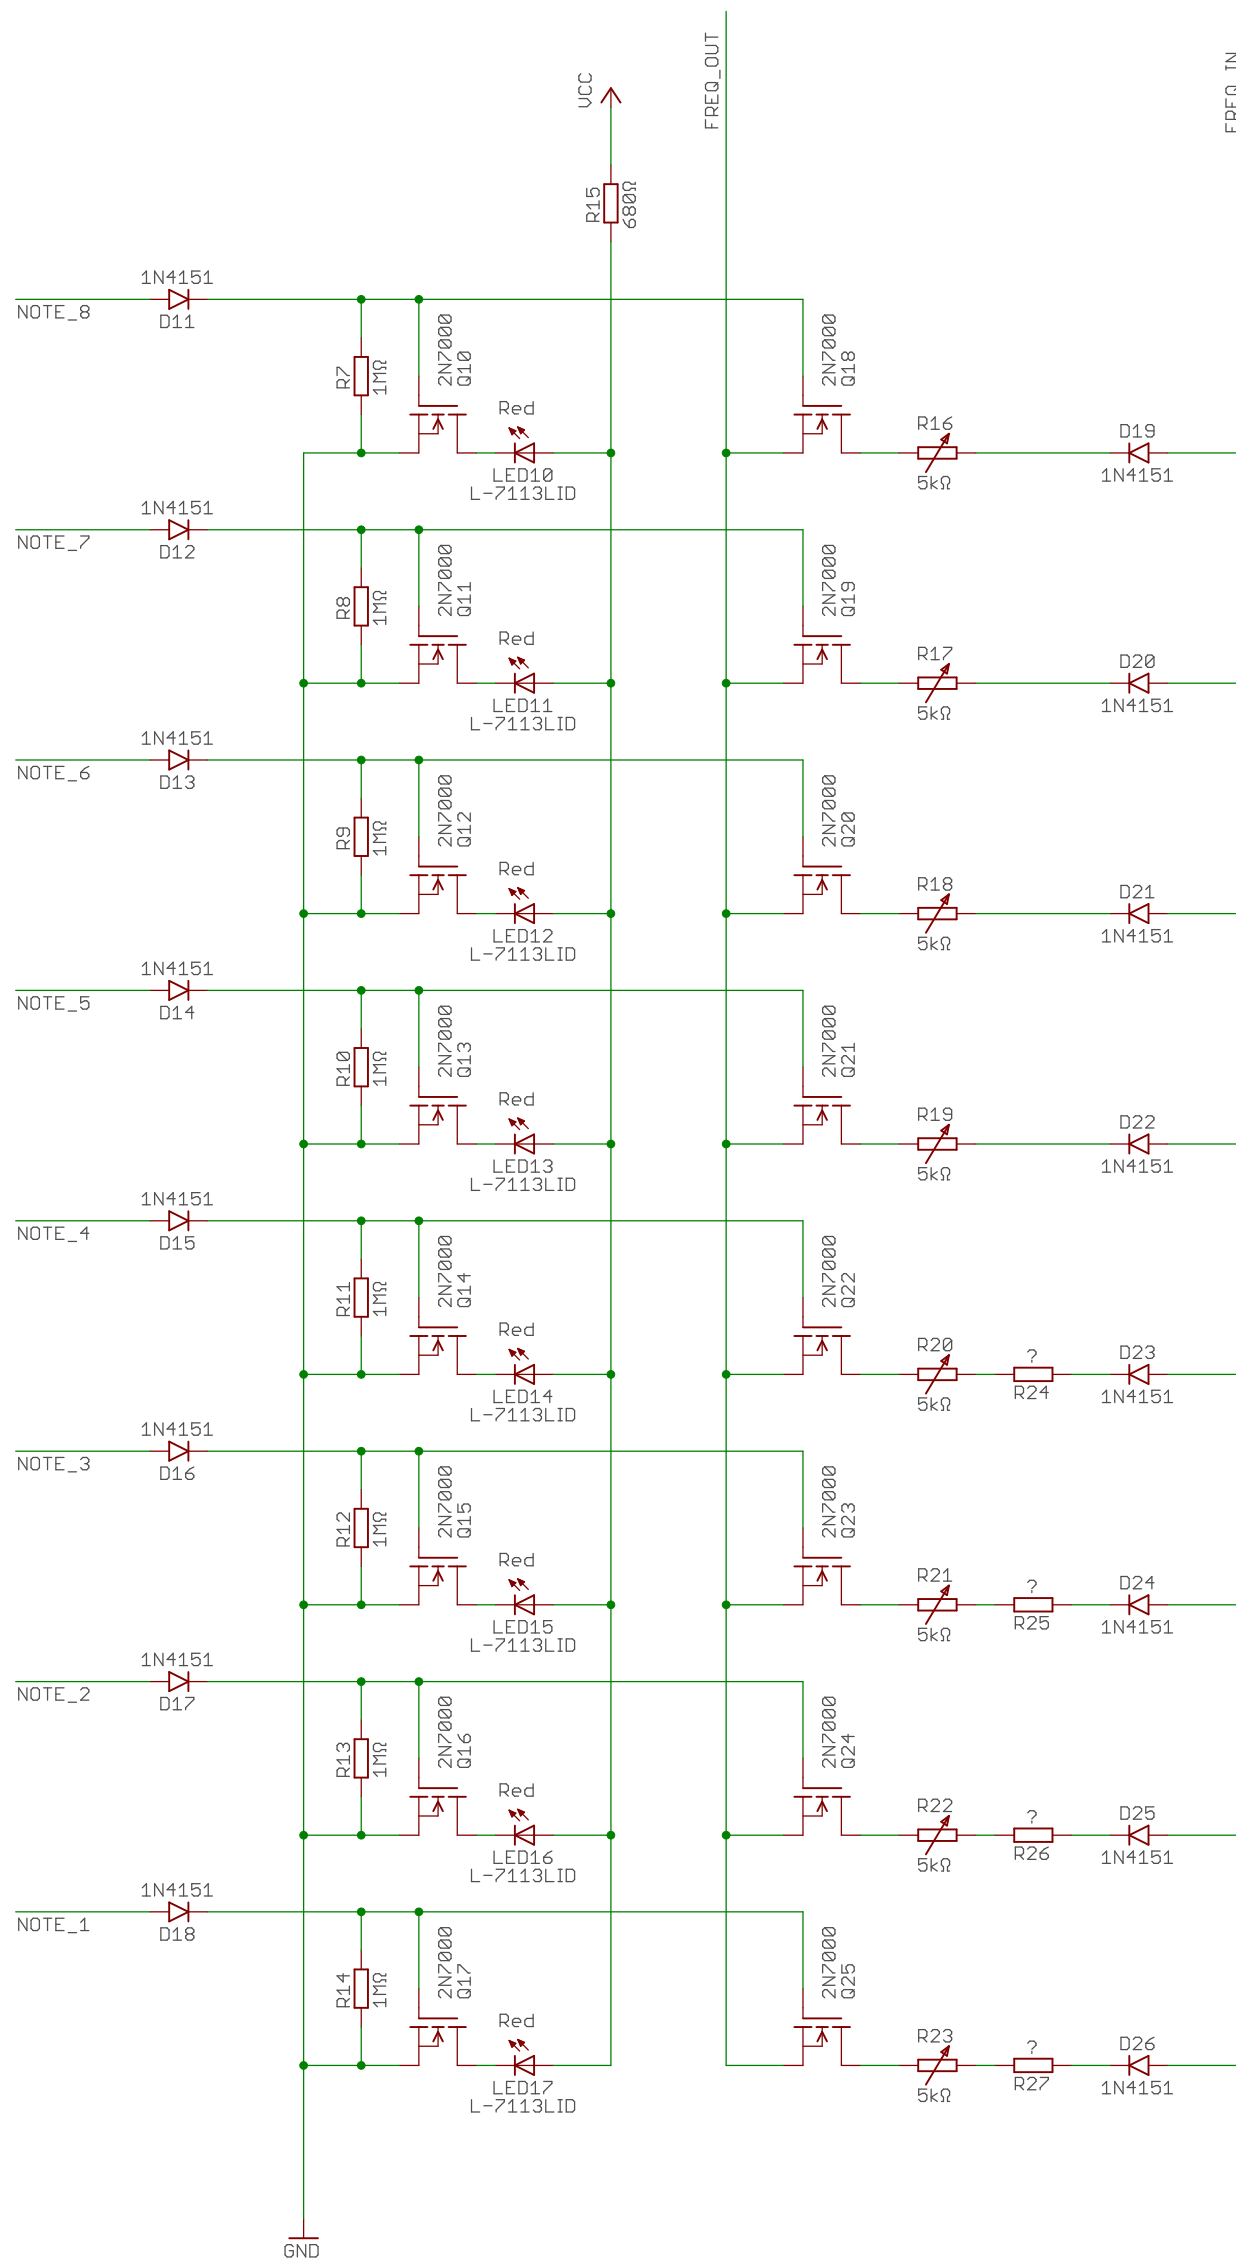 VCC
FREQ_OUT
FREQ_IN
R15
680Ω
1N4151
NOTE_8
D11
R7
1MΩ
2N7000
Q10
Red
LED10
L-7113LID
2N7000
Q18
R16
5kΩ
D19
1N4151
1N4151
NOTE_7
D12
R8
1MΩ
2N7000
Q11
Red
LED11
L-7113LID
2N7000
Q19
R17
5kΩ
D20
1N4151
1N4151
NOTE_6
D13
R9
1MΩ
2N7000
Q12
Red
LED12
L-7113LID
2N7000
Q20
R18
5kΩ
D21
1N4151
1N4151
NOTE_5
D14
R10
1MΩ
2N7000
Q13
Red
LED13
L-7113LID
2N7000
Q21
R19
5kΩ
D22
1N4151
1N4151
NOTE_4
D15
R11
1MΩ
2N7000
Q14
Red
LED14
L-7113LID
2N7000
Q22
R20
5kΩ
?
R24
D23
1N4151
1N4151
NOTE_3
D16
R12
1MΩ
2N7000
Q15
Red
LED15
L-7113LID
2N7000
Q23
R21
5kΩ
?
R25
D24
1N4151
1N4151
NOTE_2
D17
R13
1MΩ
2N7000
Q16
Red
LED16
L-7113LID
2N7000
Q24
R22
5kΩ
?
R26
D25
1N4151
1N4151
NOTE_1
D18
R14
1MΩ
2N7000
Q17
Red
LED17
L-7113LID
2N7000
Q25
R23
5kΩ
?
R27
D26
1N4151
GND